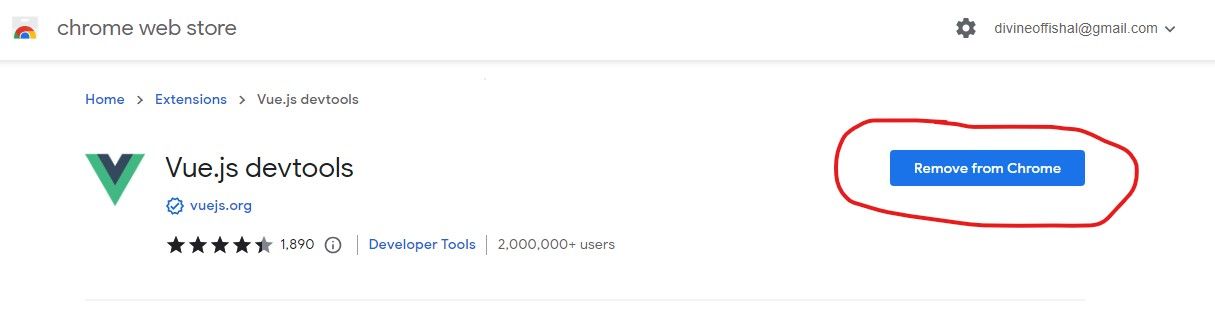 chrome web store
divineoffishal@gmail.com
Home > Extensions > Vue.js devtools
Vue.js devtools
Remove from Chrome
vuejs.org
1,890 Developer Tools 2,000,000+ users